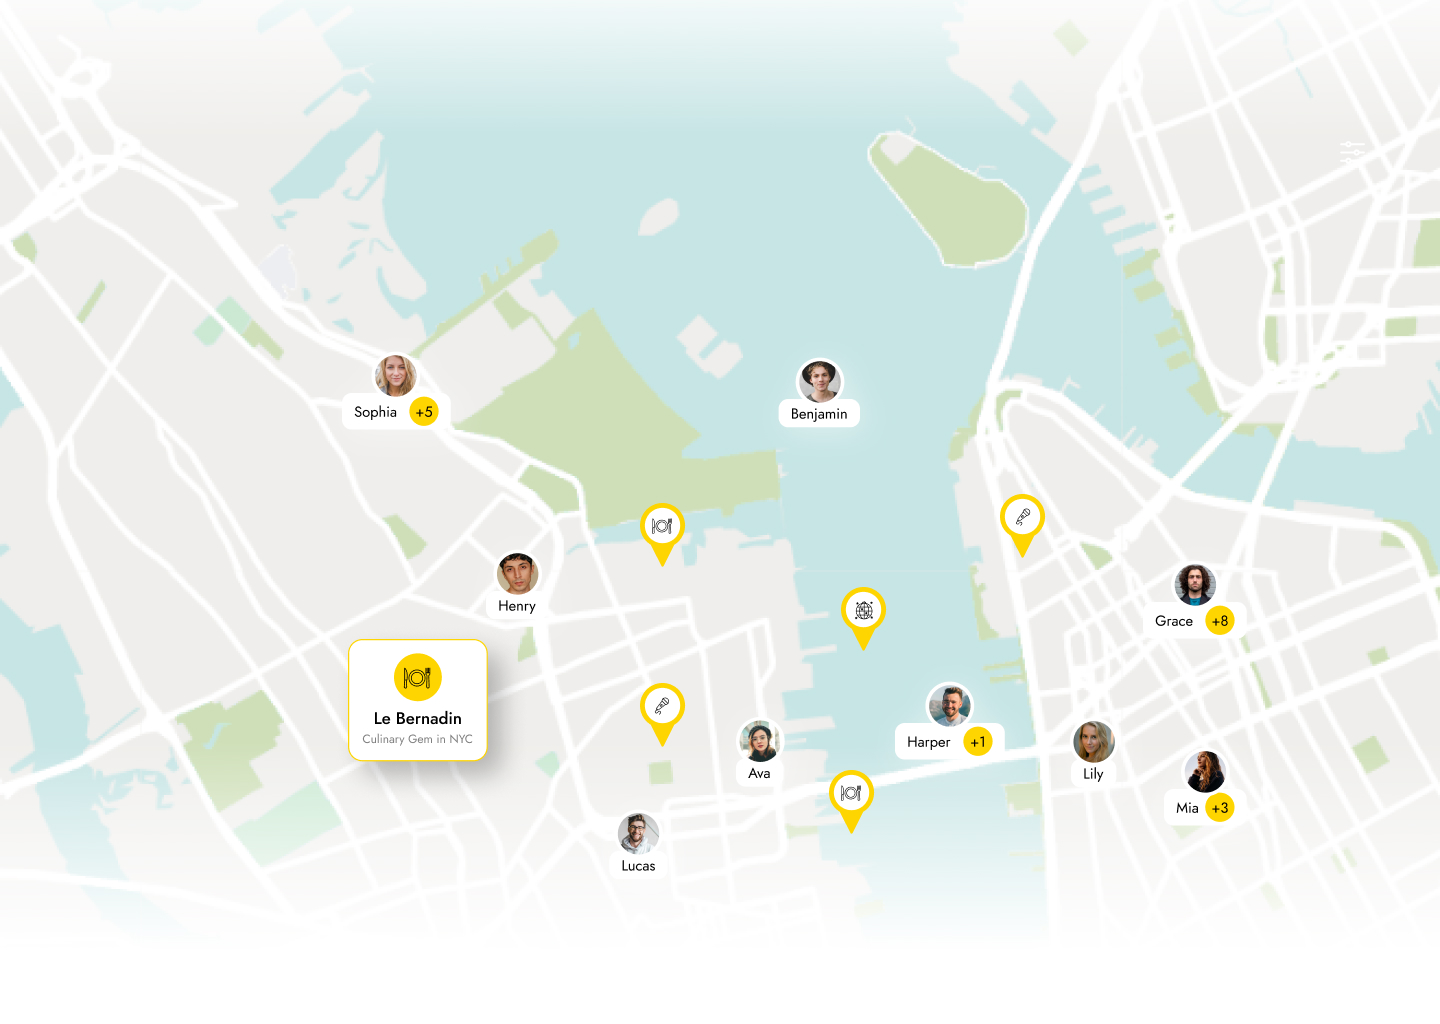 Sophia +5
Benjamin
Henry
Grace +8
Le Bernadin
Culinary Gem in NYC
Harper +1
Ava
Lily
Mia +3
Lucas